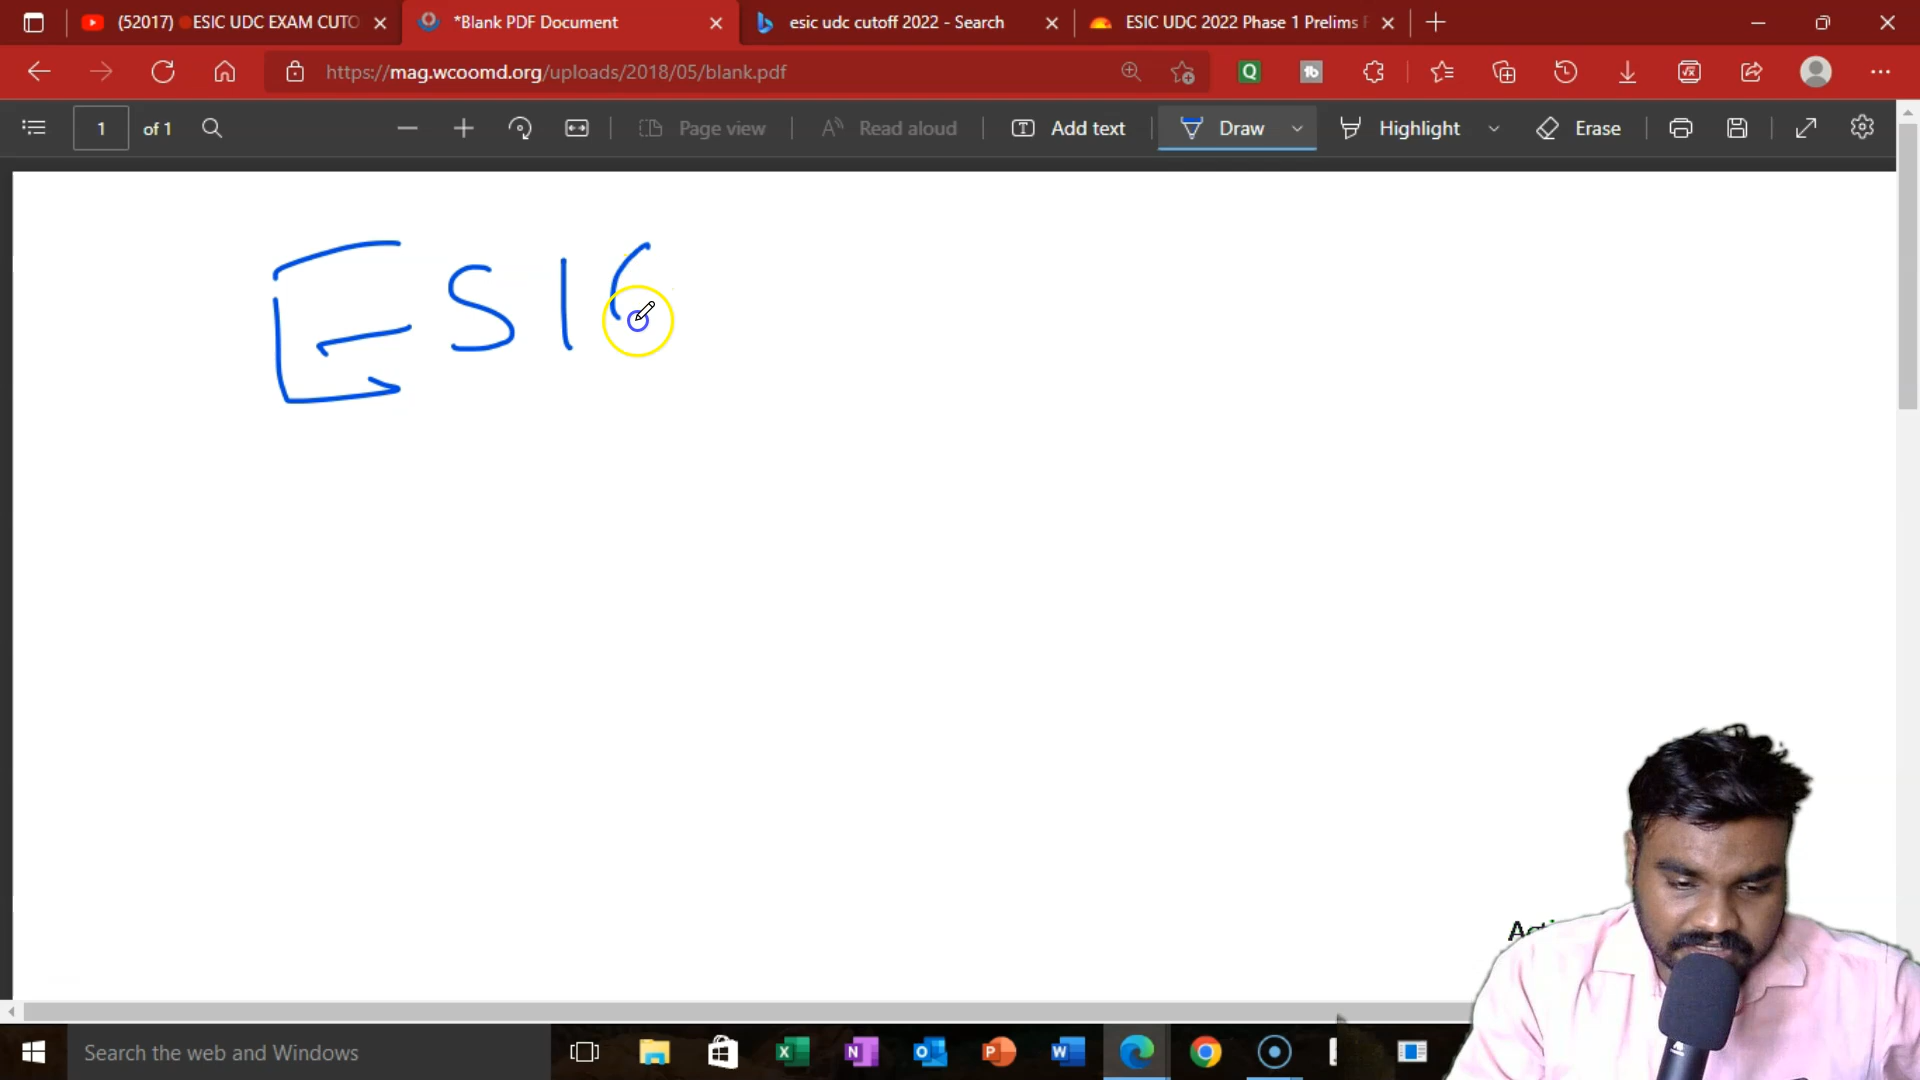 (52017) ESIC UDC EXAM CUTO
*Blank PDF Document
esic udc cutoff 2022 - Search
ESIC UDC 2022 Phase 1 Prelims
https://mag.wcoomd.org/uploads/2018/05/blank.pdf
1 of 1
Page view
Read aloud
Add text
Draw
Highlight
Erase
ESIC
Search the web and Windows